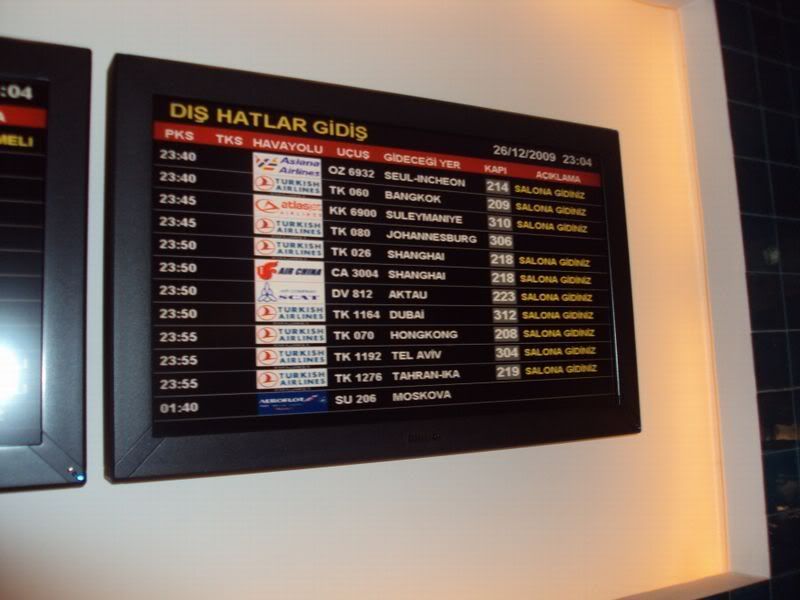 :04
A
MELI
DIŞ HATLAR GİDİŞ
26/12/2009 23:04
PKS TKS HAVAYOLU UÇUŞ GİDECEĞİ YER KAPI AÇIKLAMA
23:40 Asiana Airlines OZ 6932 SEUL-INCHEON 214 SALONA GİDİNİZ
23:40 TURKISH AIRLINES TK 060 BANGKOK 209 SALONA GİDİNİZ
23:45 atlasjet AIRLINES KK 6900 SULEYMANIYE 310 SALONA GİDİNİZ
23:45 TURKISH AIRLINES TK 080 JOHANNESBURG 306
23:50 TURKISH AIRLINES TK 026 SHANGHAI 218 SALONA GİDİNİZ
23:50 AIR CHINA CA 3004 SHANGHAI 218 SALONA GİDİNİZ
23:50 AIR COMPANY SCAT DV 812 AKTAU 223 SALONA GİDİNİZ
23:50 TURKISH AIRLINES TK 1164 DUBAİ 312 SALONA GİDİNİZ
23:55 TURKISH AIRLINES TK 070 HONGKONG 208 SALONA GİDİNİZ
23:55 TURKISH AIRLINES TK 1192 TEL AVİV 304 SALONA GİDİNİZ
23:55 TURKISH AIRLINES TK 1276 TAHRAN-IKA 219 SALONA GİDİNİZ
01:40 AEROFLOT SU 206 MOSKOVA